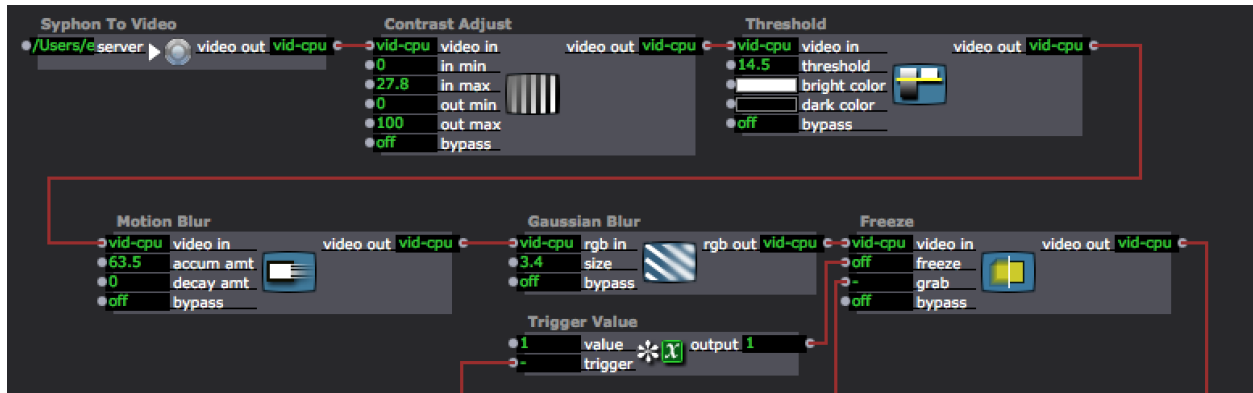 Syphon To Video
/Users/e server video out vid-cpu
Contrast Adjust
vid-cpu video in video out vid-cpu
0 in min
27.8 in max
0 out min
100 out max
off bypass
Threshold
vid-cpu video in video out vid-cpu
14.5 threshold
bright color
dark color
off bypass
Motion Blur
vid-cpu video in video out vid-cpu
63.5 accum amt
0 decay amt
off bypass
Gaussian Blur
vid-cpu rgb in rgb out vid-cpu
3.4 size
off bypass
Freeze
vid-cpu video in video out vid-cpu
off freeze
- grab
off bypass
Trigger Value
1 value x output 1
- trigger